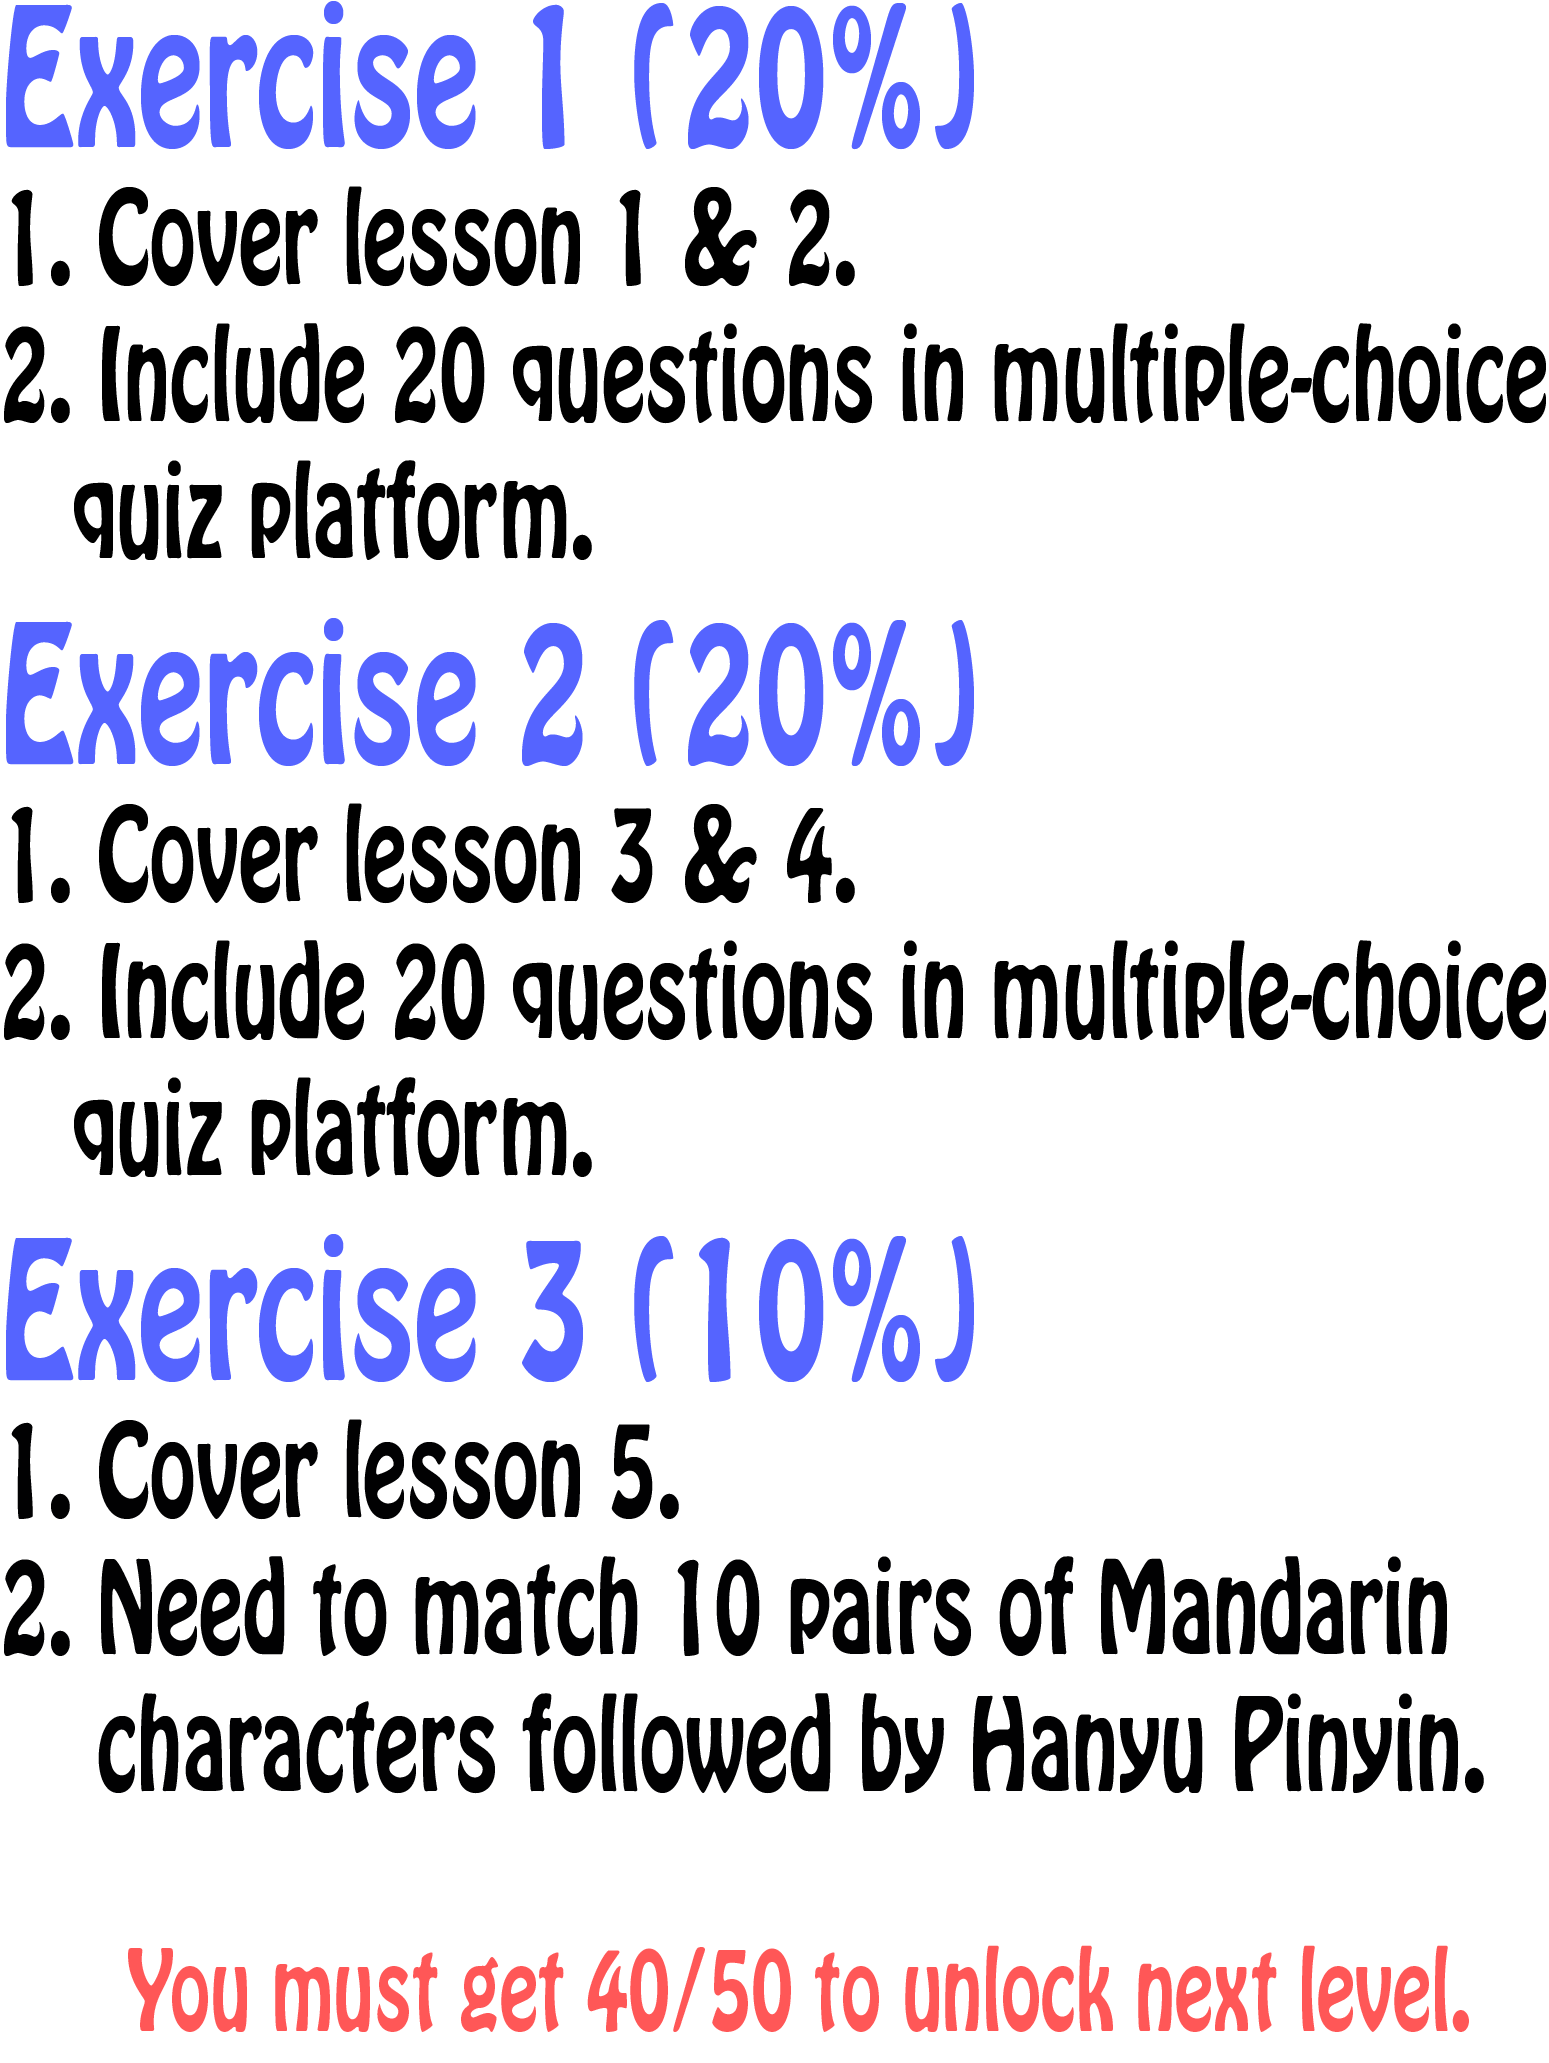 Exercise 1 (20%)
1. Cover lesson 1 & 2.
2. Include 20 questions in multiple-choice
quiz platform.
Exercise 2 (20%)
1. Cover lesson 3 & 4.
2. Include 20 questions in multiple-choice
quiz platform.
Exercise 3 (10%)
1. Cover lesson 5.
2. Need to match 10 pairs of Mandarin
characters followed by Hanyu Pinyin.
You must get 40/50 to unlock next level.